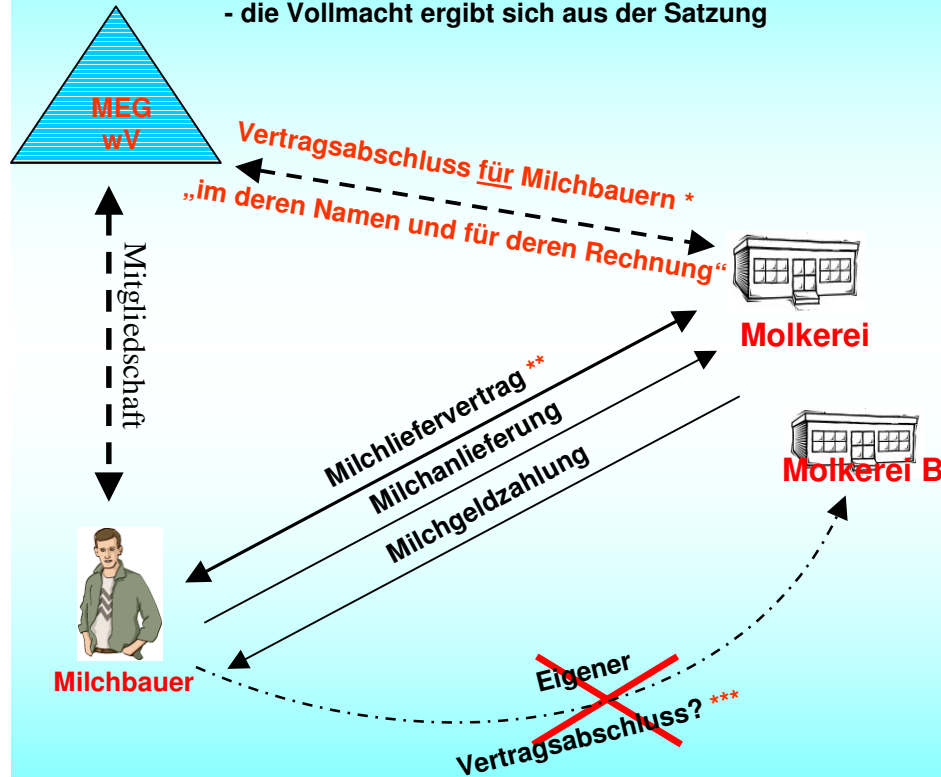 - die Vollmacht ergibt sich aus der Satzung
MEG
wV
Vertragsabschluss für Milchbauern *
„im deren Namen und für deren Rechnung“
Mitgliedschaft
Molkerei
Milchliefervertrag **
Milchanlieferung
Milchgeldzahlung
Molkerei B
Milchbauer
Eigener
Vertragsabschluss? ***